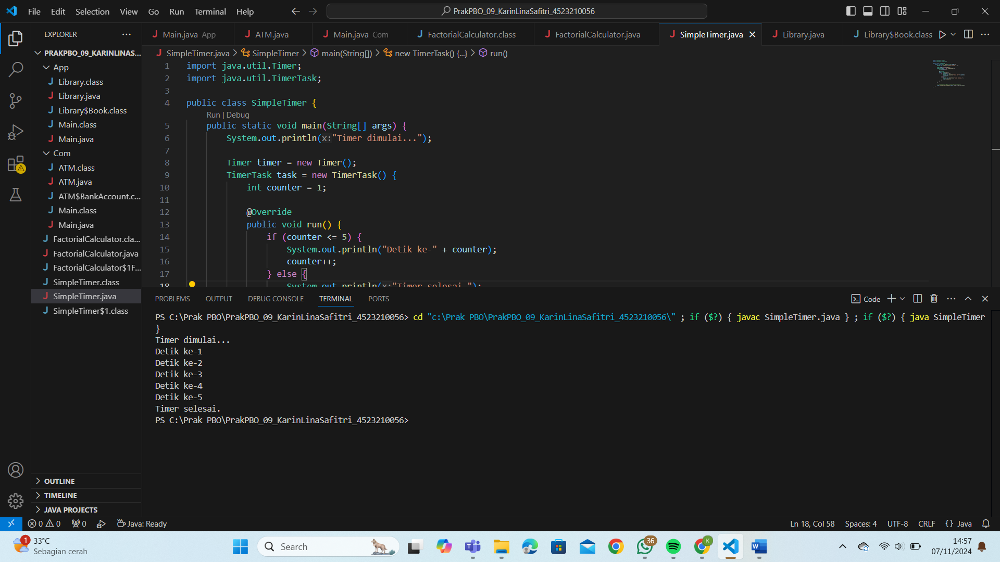 File Edit Selection View Go Run Terminal Help
PrakPBO_09_KarinLinaSafitri_4523210056
EXPLORER
Main.java App
ATM.java
Main.java Com
FactorialCalculator.class
FactorialCalculator.java
SimpleTimer.java
Library.java
Library$Book.class
PRAKPBO_09_KARINLINAS...
App
Library.class
Library.java
Library$Book.class
Main.class
Main.java
Com
ATM.class
ATM.java
ATM$BankAccount.c...
Main.class
Main.java
FactorialCalculator.cla...
FactorialCalculator.java
FactorialCalculator$1F...
SimpleTimer.class
SimpleTimer.java
SimpleTimer$1.class
OUTLINE
TIMELINE
JAVA PROJECTS
SimpleTimer.java > SimpleTimer > main(String[]) > new TimerTask() {...} > run()
1 import java.util.Timer;
2 import java.util.TimerTask;
3
4 public class SimpleTimer {
Run | Debug
5 public static void main(String[] args) {
6 System.out.println(x:"Timer dimulai...");
7
8 Timer timer = new Timer();
9 TimerTask task = new TimerTask() {
10 int counter = 1;
11
12 @Override
13 public void run() {
14 if (counter <= 5) {
15 System.out.println("Detik ke-" + counter);
16 counter++;
17 } else {
18 System.out.println(x:"Timer selesai.");
PROBLEMS OUTPUT DEBUG CONSOLE TERMINAL PORTS
Code
PS C:\Prak PBO\PrakPBO_09_KarinLinaSafitri_4523210056> cd "c:\Prak PBO\PrakPBO_09_KarinLinaSafitri_4523210056\" ; if ($?) { javac SimpleTimer.java } ; if ($?) { java SimpleTimer
}
Timer dimulai...
Detik ke-1
Detik ke-2
Detik ke-3
Detik ke-4
Detik ke-5
Timer selesai.
PS C:\Prak PBO\PrakPBO_09_KarinLinaSafitri_4523210056>
0 0 0 Java: Ready
Ln 18, Col 58 Spaces: 4 UTF-8 CRLF {} Java
1
33°C
Sebagian cerah
Search
36
K
14:57
07/11/2024